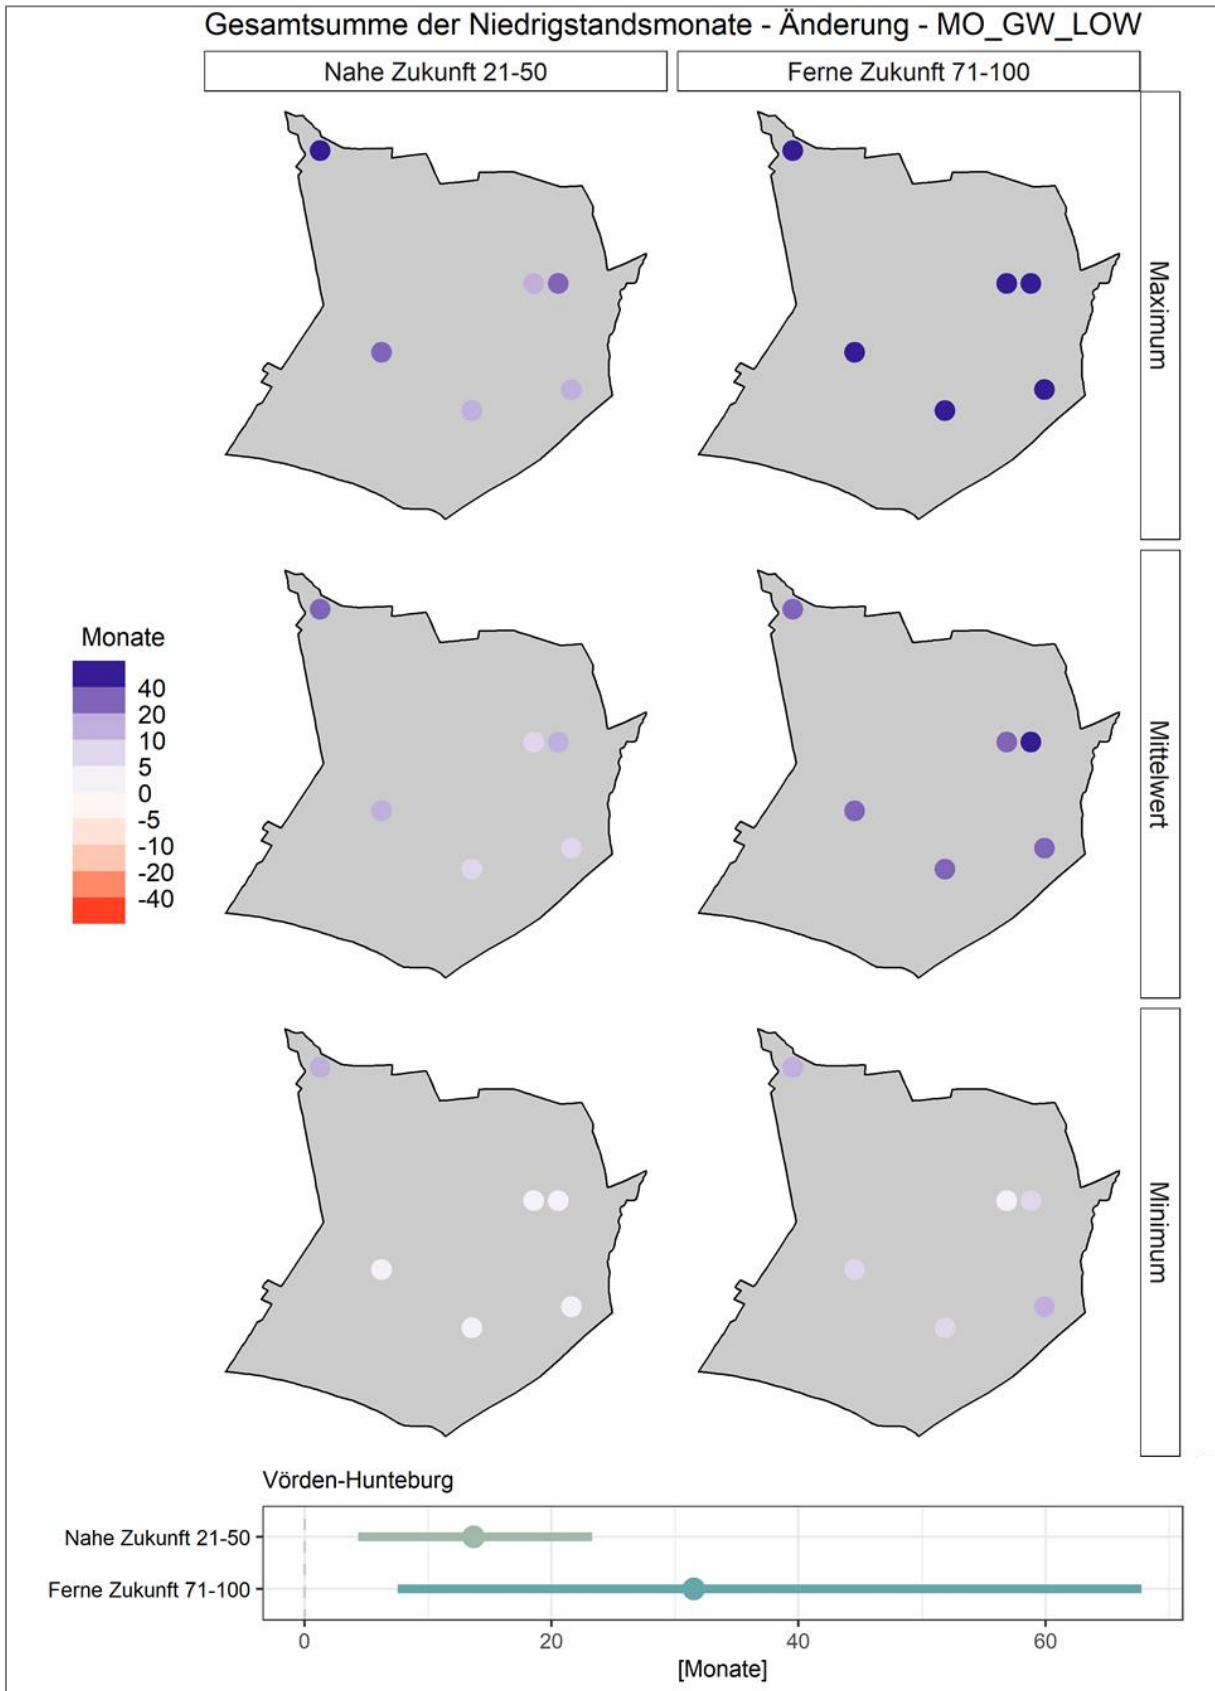 Gesamtsumme der Niedrigstandsmonate - Änderung - MO_GW_LOW
Nahe Zukunft 21-50
Ferne Zukunft 71-100
Maximum
Mittelwert
Minimum
Monate
40
20
10
5
0
-5
-10
-20
-40
Vörden-Hunteburg
Nahe Zukunft 21-50
Ferne Zukunft 71-100
0
20
40
60
[Monate]